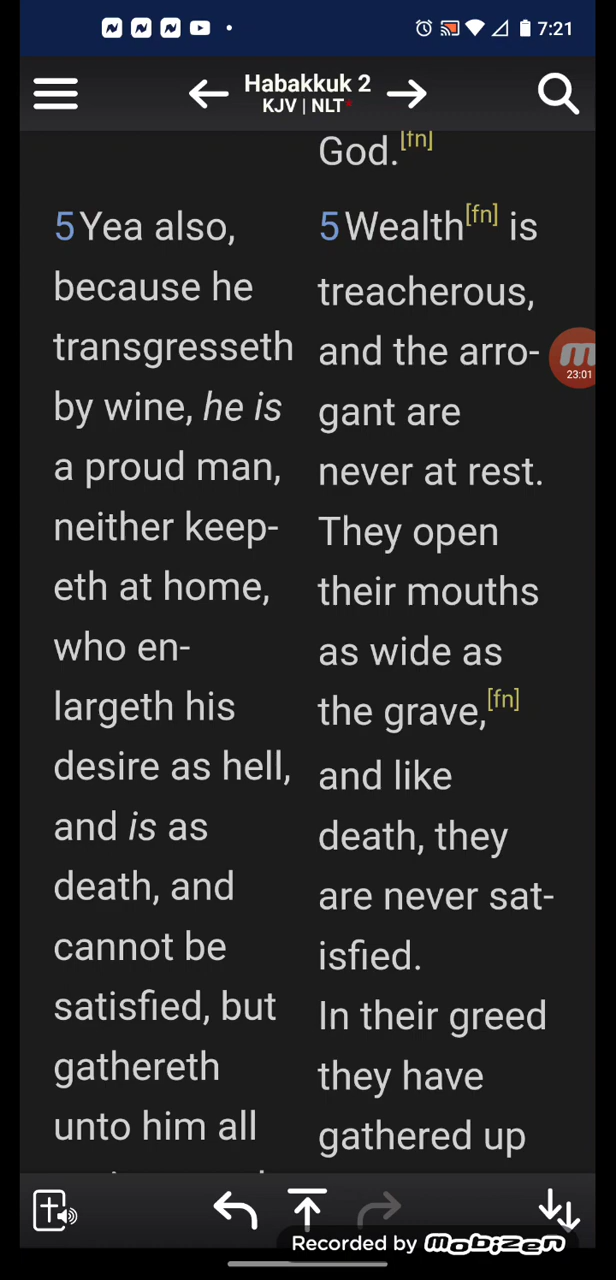 7:21
Habakkuk 2
KJV | NLT*
God.[fn]
5 Yea also,
because he
transgresseth
by wine, he is
a proud man,
neither keep-
eth at home,
who en-
largeth his
desire as hell,
and is as
death, and
cannot be
satisfied, but
gathereth
unto him all
5 Wealth[fn] is
treacherous,
and the arro-
gant are
never at rest.
They open
their mouths
as wide as
the grave,[fn]
and like
death, they
are never sat-
isfied.
In their greed
they have
gathered up
23:01
Recorded by mobizen